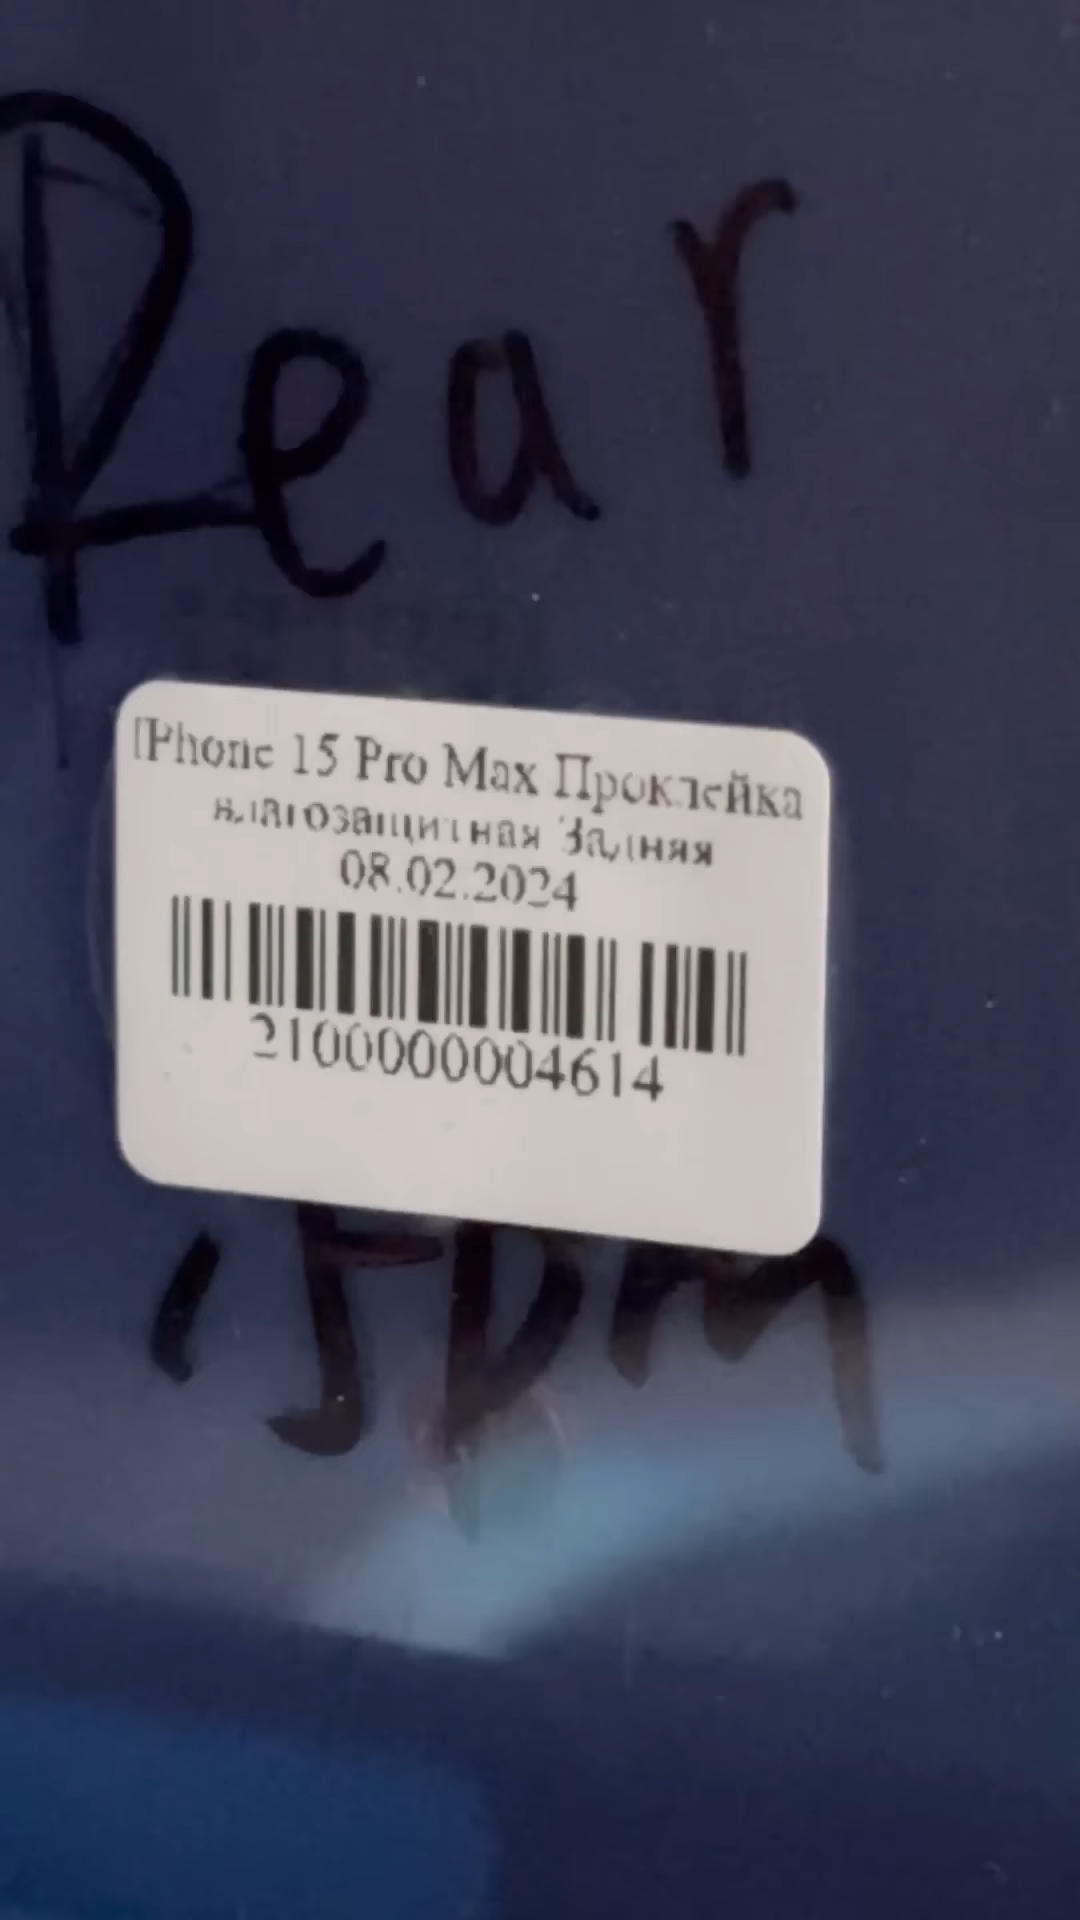 Rear
IPhone 15 Pro Max Проклейка
влагозащитная Задняя
08.02.2024
2100000004614
15pm